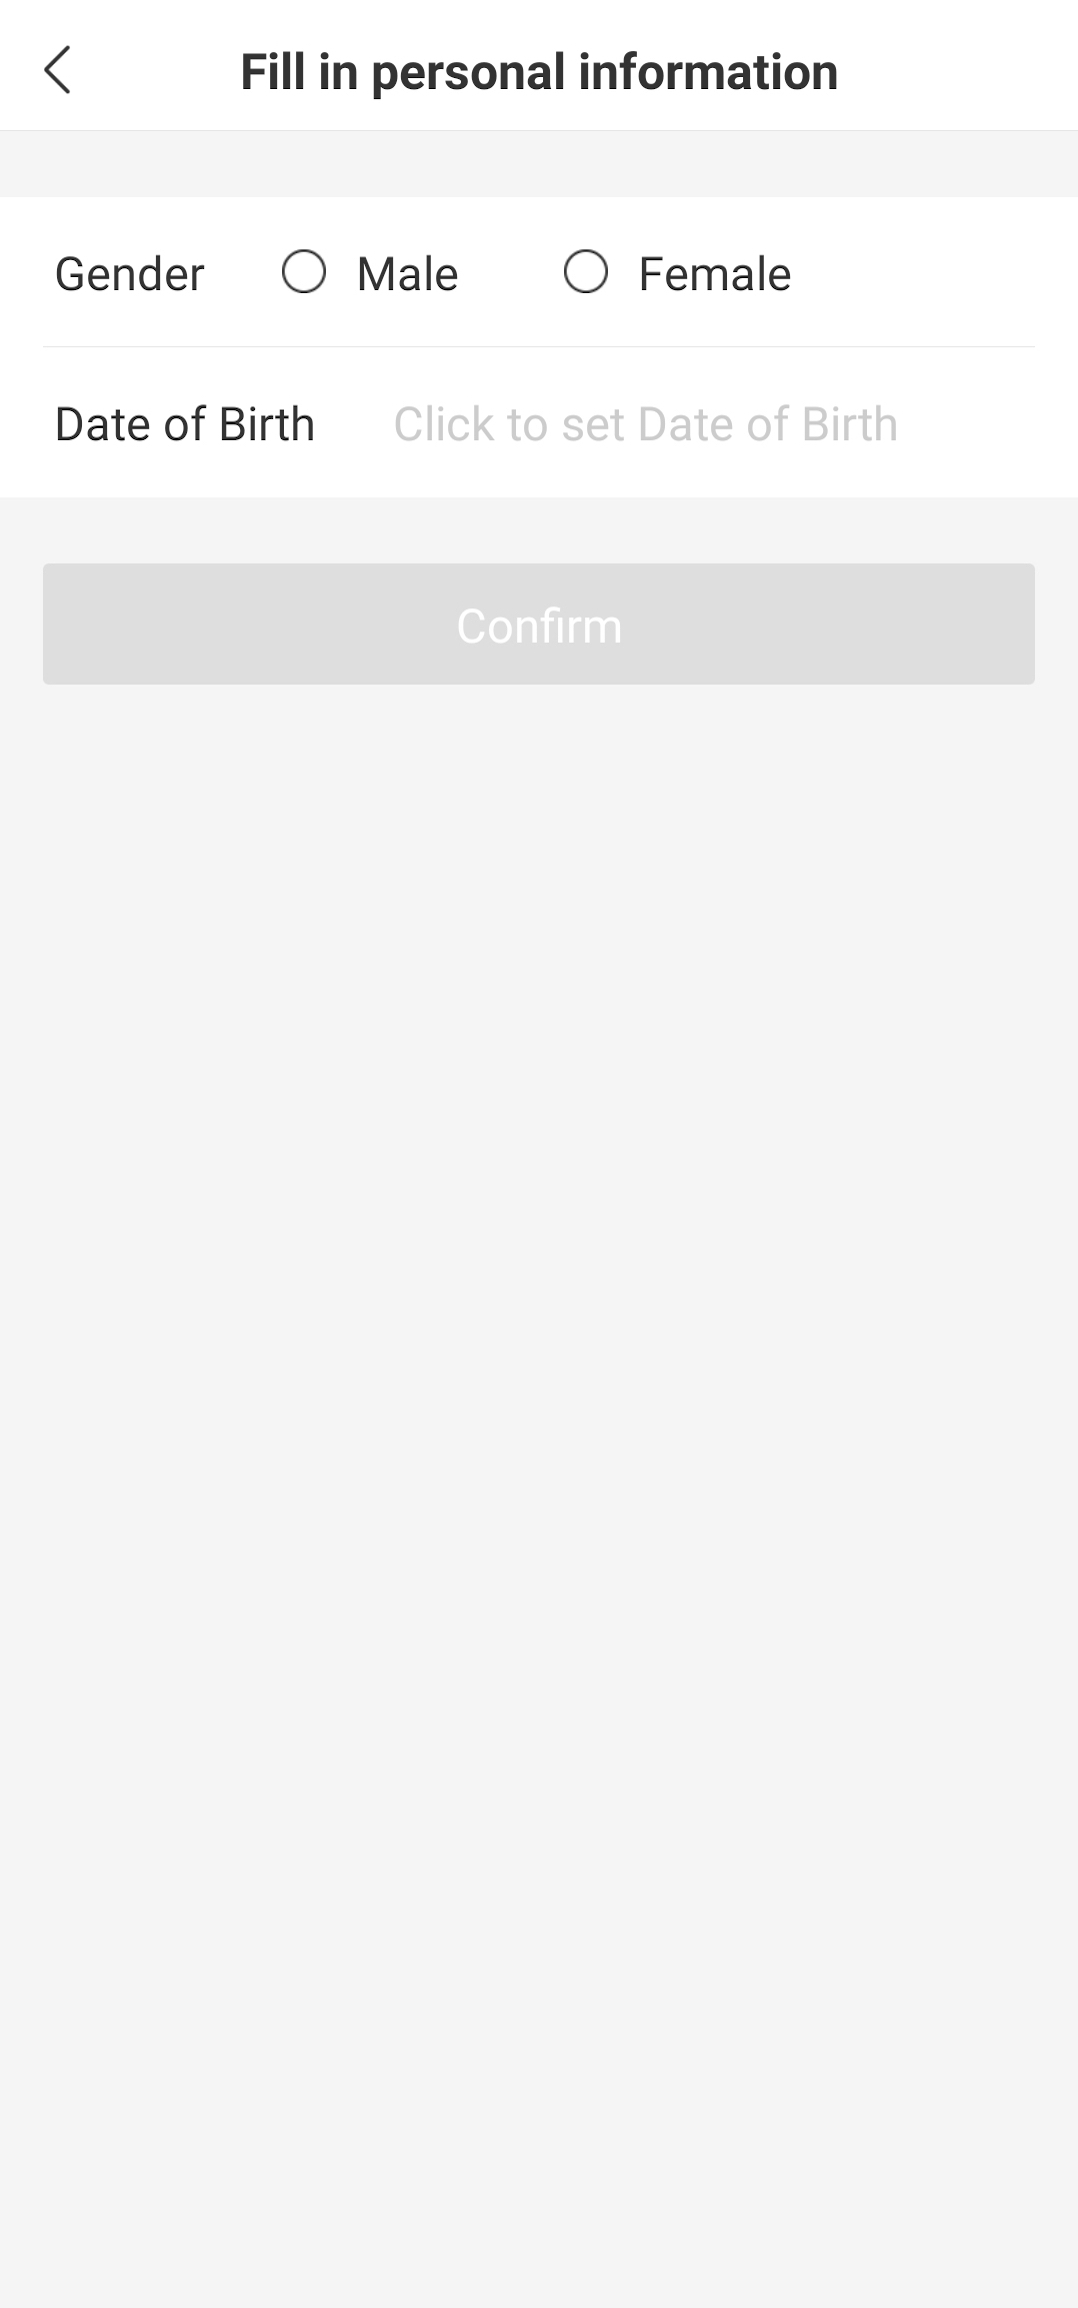 Fill in personal information
Gender Male Female
Date of Birth Click to set Date of Birth
Confirm